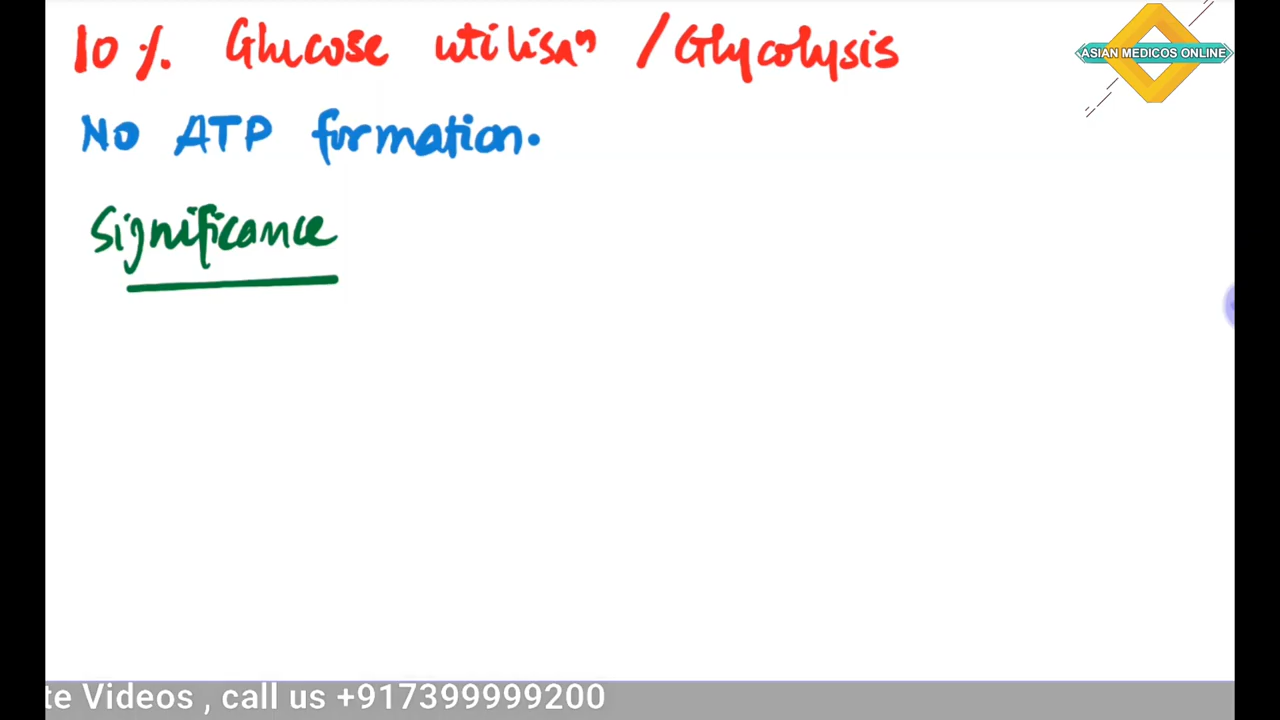 10 %. Glucose utilisaⁿ / Glycolysis
ASIAN MEDICOS ONLINE
No ATP formation.
Significance
te Videos , call us +917399999200